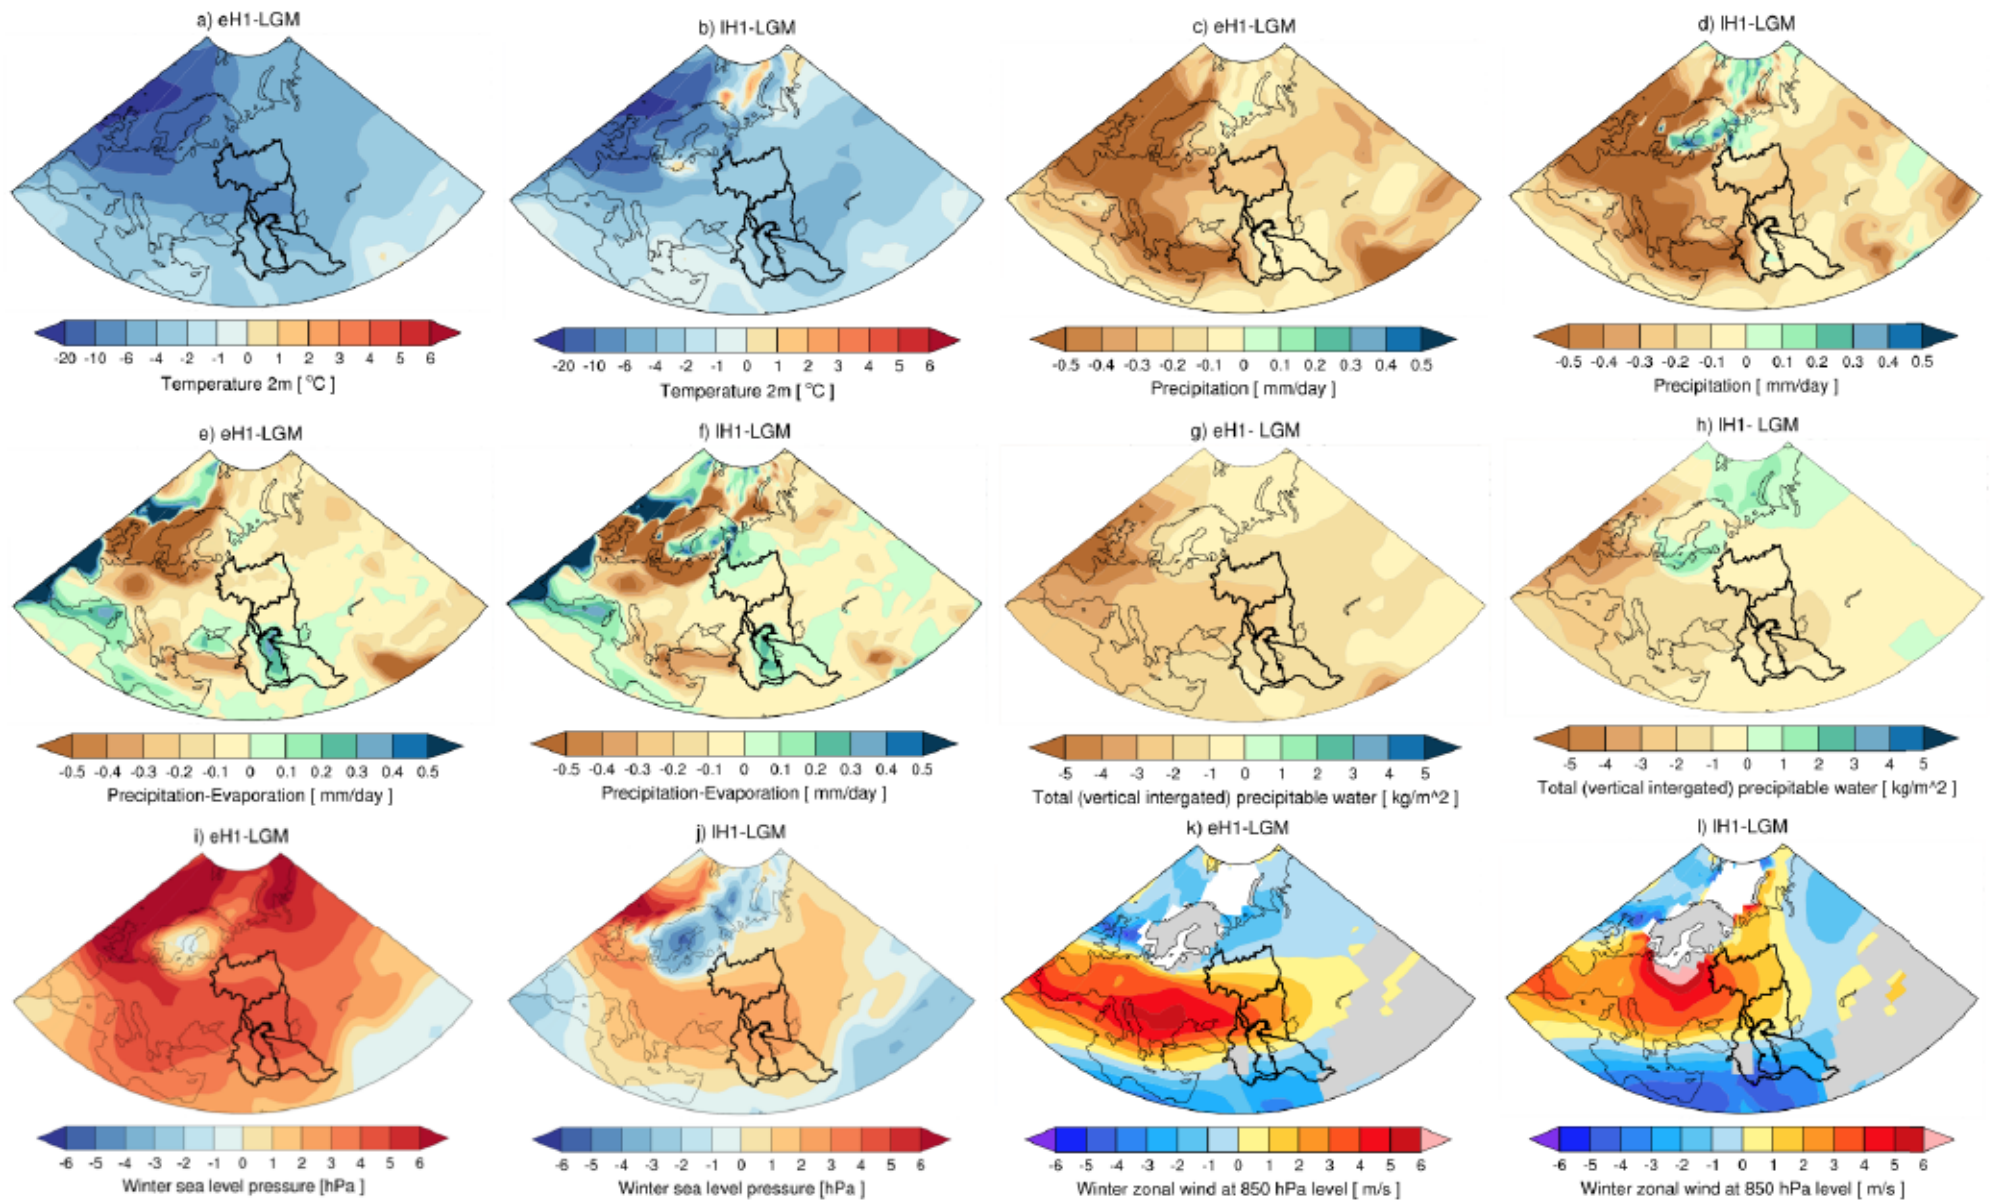 a) eH1-LGM
b) lH1-LGM
c) eH1-LGM
d) lH1-LGM
-20 -10 -6 -4 -2 -1 0 1 2 3 4 5 6
Temperature 2m [ °C ]
-20 -10 -6 -4 -2 -1 0 1 2 3 4 5 6
Temperature 2m [ °C ]
-0.5 -0.4 -0.3 -0.2 -0.1 0 0.1 0.2 0.3 0.4 0.5
Precipitation [ mm/day ]
-0.5 -0.4 -0.3 -0.2 -0.1 0 0.1 0.2 0.3 0.4 0.5
Precipitation [ mm/day ]
e) eH1-LGM
f) lH1-LGM
g) eH1- LGM
h) lH1- LGM
-0.5 -0.4 -0.3 -0.2 -0.1 0 0.1 0.2 0.3 0.4 0.5
Precipitation-Evaporation [ mm/day ]
-0.5 -0.4 -0.3 -0.2 -0.1 0 0.1 0.2 0.3 0.4 0.5
Precipitation-Evaporation [ mm/day ]
-5 -4 -3 -2 -1 0 1 2 3 4 5
Total (vertical intergated) precipitable water [ kg/m^2 ]
-5 -4 -3 -2 -1 0 1 2 3 4 5
Total (vertical intergated) precipitable water [ kg/m^2 ]
i) eH1-LGM
j) lH1-LGM
k) eH1-LGM
l) lH1-LGM
-6 -5 -4 -3 -2 -1 0 1 2 3 4 5 6
Winter sea level pressure [hPa]
-6 -5 -4 -3 -2 -1 0 1 2 3 4 5 6
Winter sea level pressure [hPa]
-6 -5 -4 -3 -2 -1 0 1 2 3 4 5 6
Winter zonal wind at 850 hPa level [ m/s ]
-6 -5 -4 -3 -2 -1 0 1 2 3 4 5 6
Winter zonal wind at 850 hPa level [ m/s ]